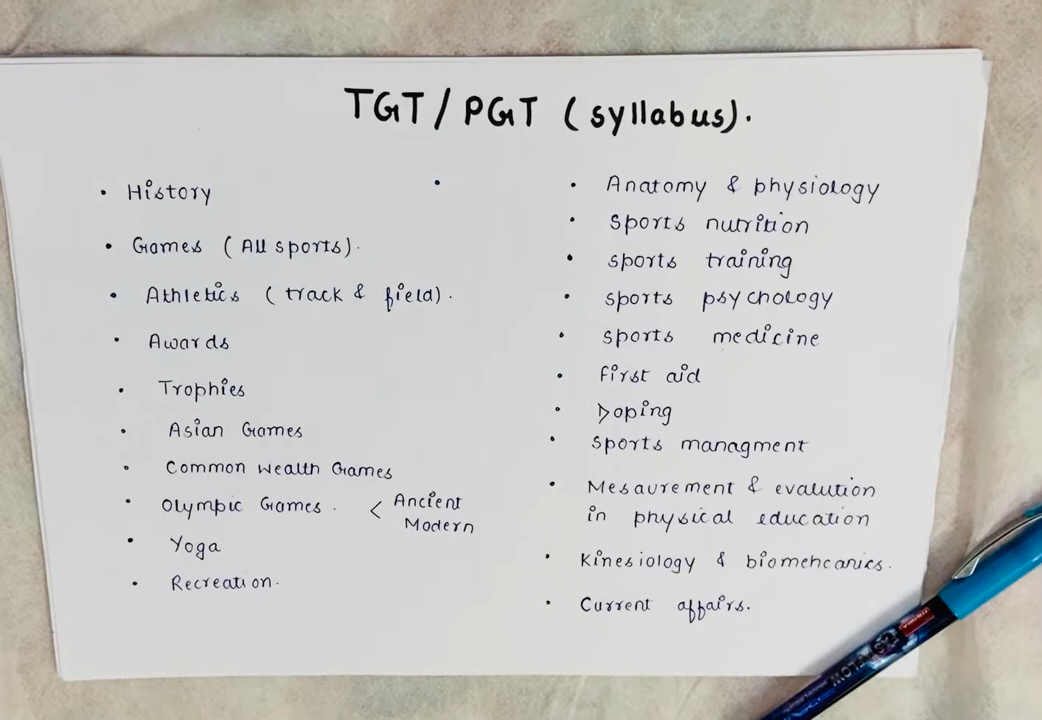 TGT / PGT (syllabus).
• History
• Games (All sports).
• Athletics (track & field).
• Awards
• Trophies
• Asian Games
• Common wealth Games
• Olympic Games. < Ancient
Modern
• Yoga
• Recreation.
• Anatomy & physiology
• Sports nutrition
• sports training
• sports psychology
• sports medicine
• first aid
• Doping
• Sports managment
• Mesaurement & evalution
in physical education
• Kinesiology & biomehcanics.
• Current affairs.